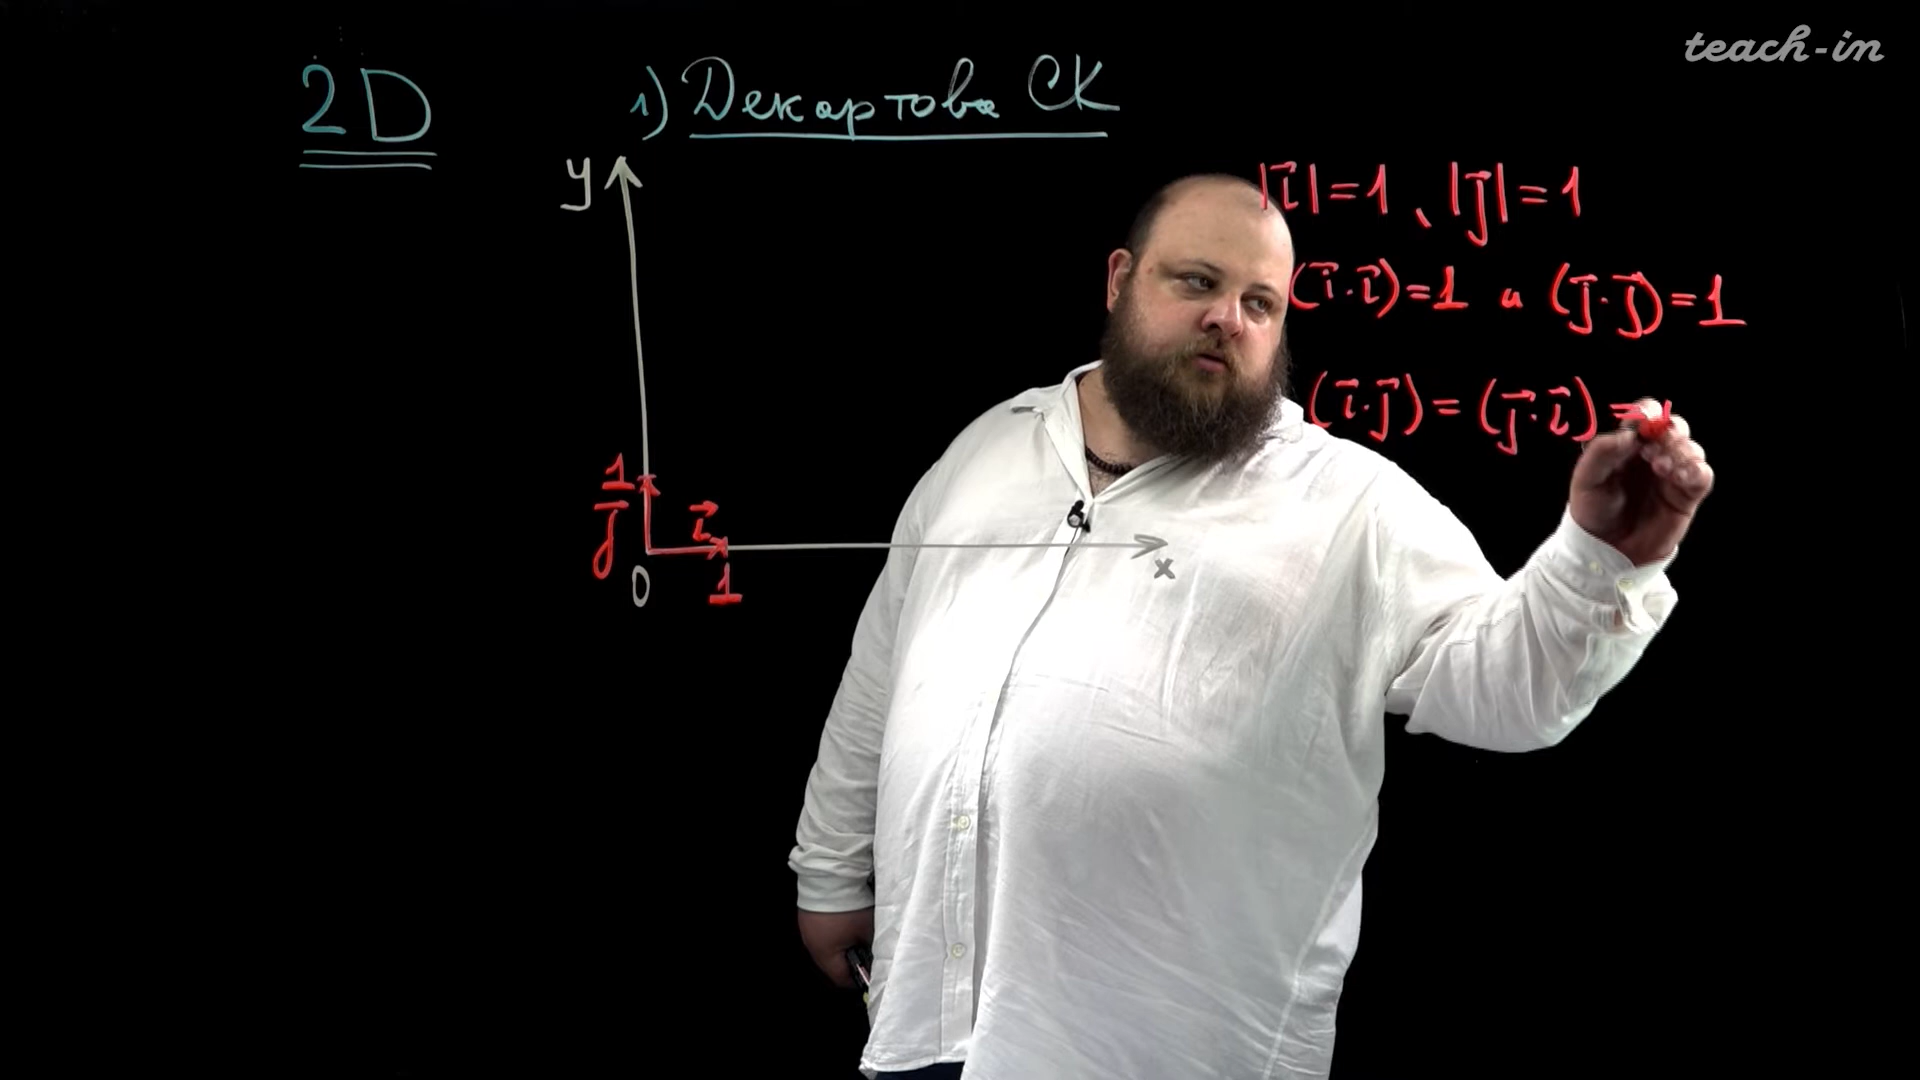 teach-in
2D
1) Декартова СК
y
|i⃗|=1, |j⃗|=1
(i⃗·i⃗)=1 и (j⃗·j⃗)=1
(i⃗·j⃗)=(j⃗·i⃗)=
1
j⃗ i⃗
x
0 1